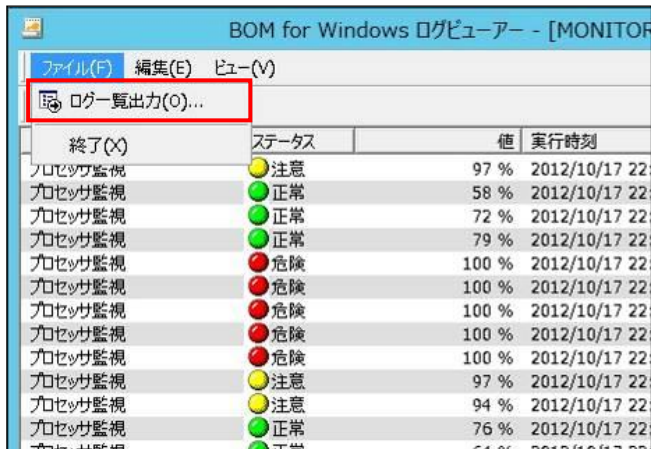 BOM for Windows ログビューアー - [MONITOR
ファイル(F) 編集(E) ビュー(V)
ログ一覧出力(O)...
終了(X)
ステータス 値 実行時刻
プロセッサ監視 注意 97 % 2012/10/17 22:
プロセッサ監視 正常 58 % 2012/10/17 22:
プロセッサ監視 正常 72 % 2012/10/17 22:
プロセッサ監視 正常 79 % 2012/10/17 22:
プロセッサ監視 危険 100 % 2012/10/17 22:
プロセッサ監視 危険 100 % 2012/10/17 22:
プロセッサ監視 危険 100 % 2012/10/17 22:
プロセッサ監視 危険 100 % 2012/10/17 22:
プロセッサ監視 危険 100 % 2012/10/17 22:
プロセッサ監視 注意 97 % 2012/10/17 22:
プロセッサ監視 注意 94 % 2012/10/17 22:
プロセッサ監視 正常 76 % 2012/10/17 22: